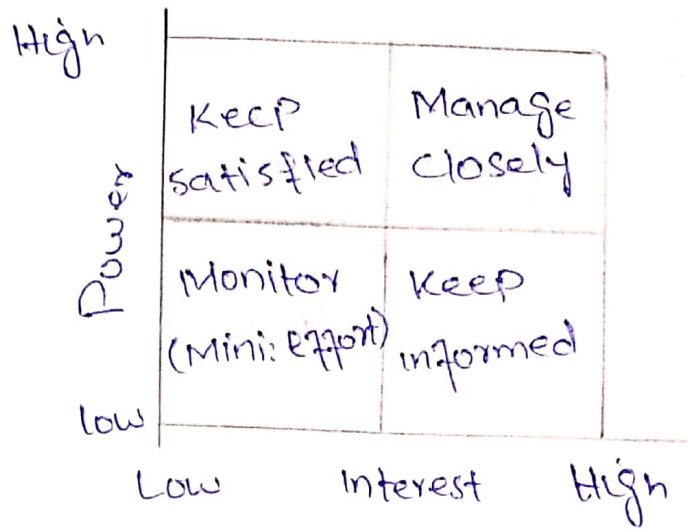 High
Keep
satisfied
Manage
Closely
Power
Monitor
(Mini: effort)
Keep
informed
low
Low
Interest
High